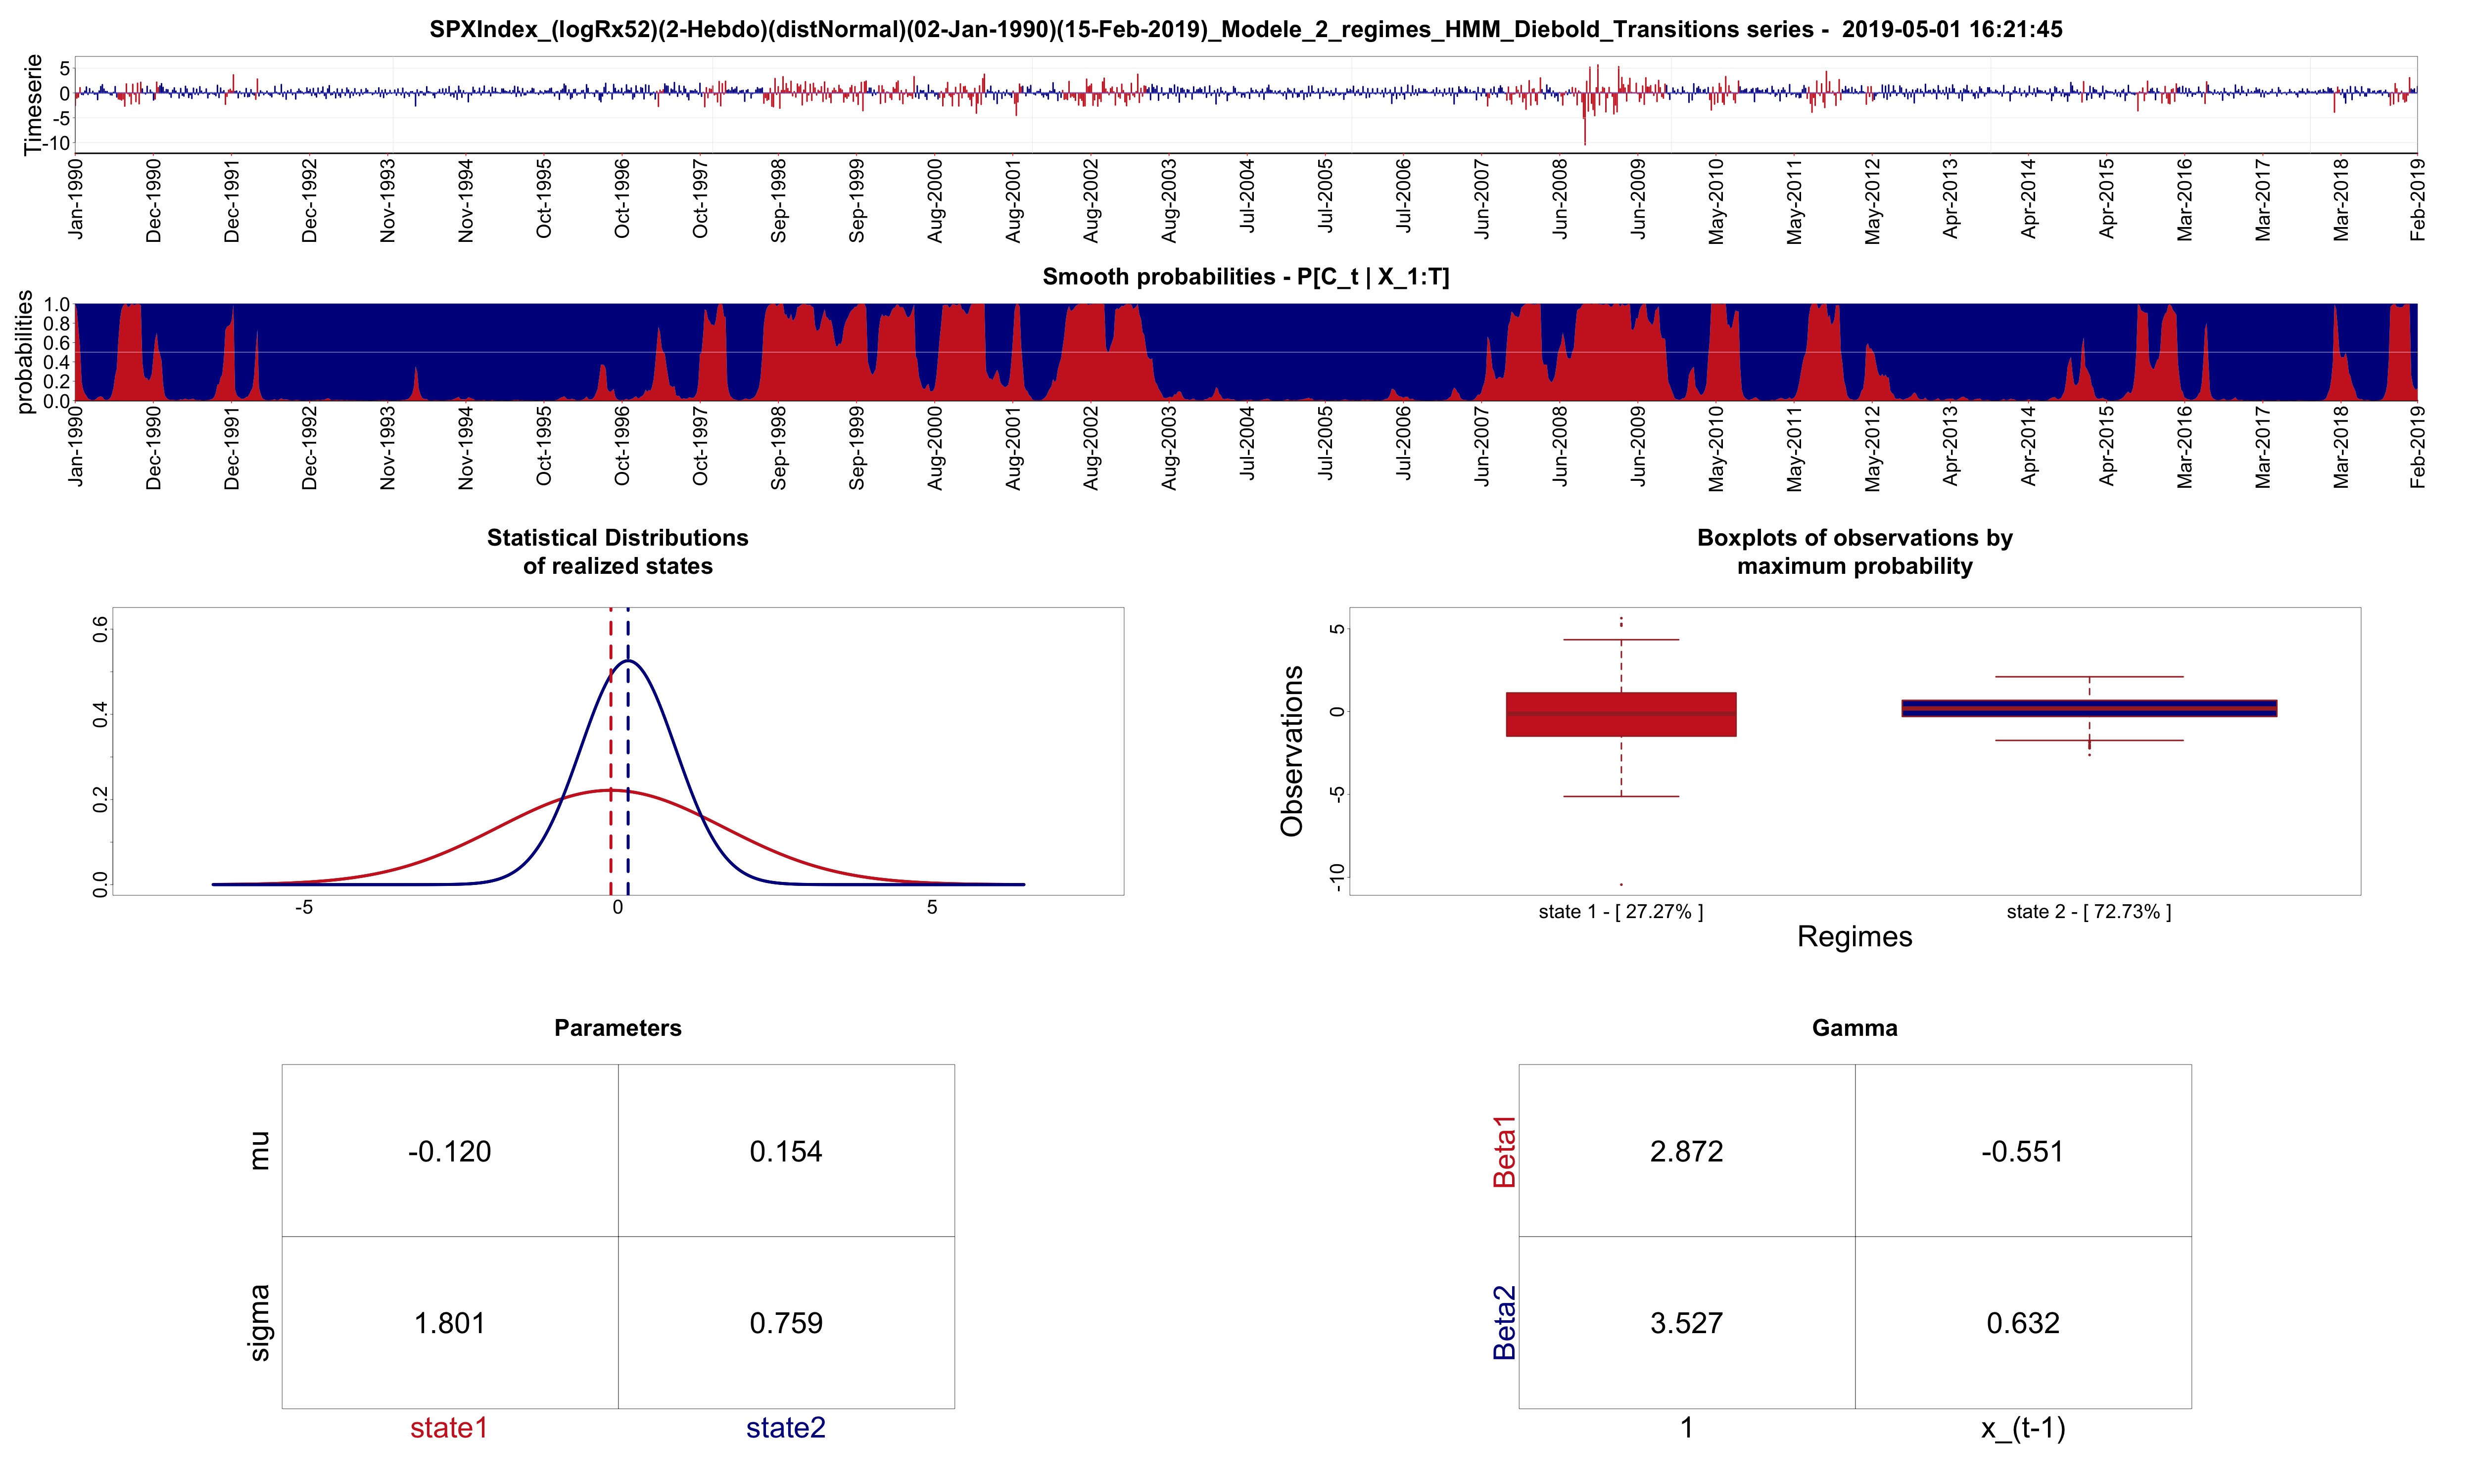 SPXIndex_(logRx52)(2-Hebdo)(distNormal)(02-Jan-1990)(15-Feb-2019)_Modele_2_regimes_HMM_Diebold_Transitions series -  2019-05-01 16:21:45
Timeserie
5
0
-5
-10
Jan-1990 Dec-1990 Dec-1991 Dec-1992 Nov-1993 Nov-1994 Oct-1995 Oct-1996 Oct-1997 Sep-1998 Sep-1999 Aug-2000 Aug-2001 Aug-2002 Aug-2003 Jul-2004 Jul-2005 Jul-2006 Jun-2007 Jun-2008 Jun-2009 May-2010 May-2011 May-2012 Apr-2013 Apr-2014 Apr-2015 Mar-2016 Mar-2017 Mar-2018 Feb-2019
Smooth probabilities - P[C_t | X_1:T]
probabilities
1.0
0.8
0.6
0.4
0.2
0.0
Jan-1990 Dec-1990 Dec-1991 Dec-1992 Nov-1993 Nov-1994 Oct-1995 Oct-1996 Oct-1997 Sep-1998 Sep-1999 Aug-2000 Aug-2001 Aug-2002 Aug-2003 Jul-2004 Jul-2005 Jul-2006 Jun-2007 Jun-2008 Jun-2009 May-2010 May-2011 May-2012 Apr-2013 Apr-2014 Apr-2015 Mar-2016 Mar-2017 Mar-2018 Feb-2019
Statistical Distributions
of realized states
0.6
0.4
0.2
0.0
-5 0 5
Boxplots of observations by
maximum probability
Observations
5
0
-5
-10
state 1 - [ 27.27% ] state 2 - [ 72.73% ]
Regimes
Parameters
mu -0.120 0.154
sigma 1.801 0.759
state1 state2
Gamma
Beta1 2.872 -0.551
Beta2 3.527 0.632
1 x_(t-1)